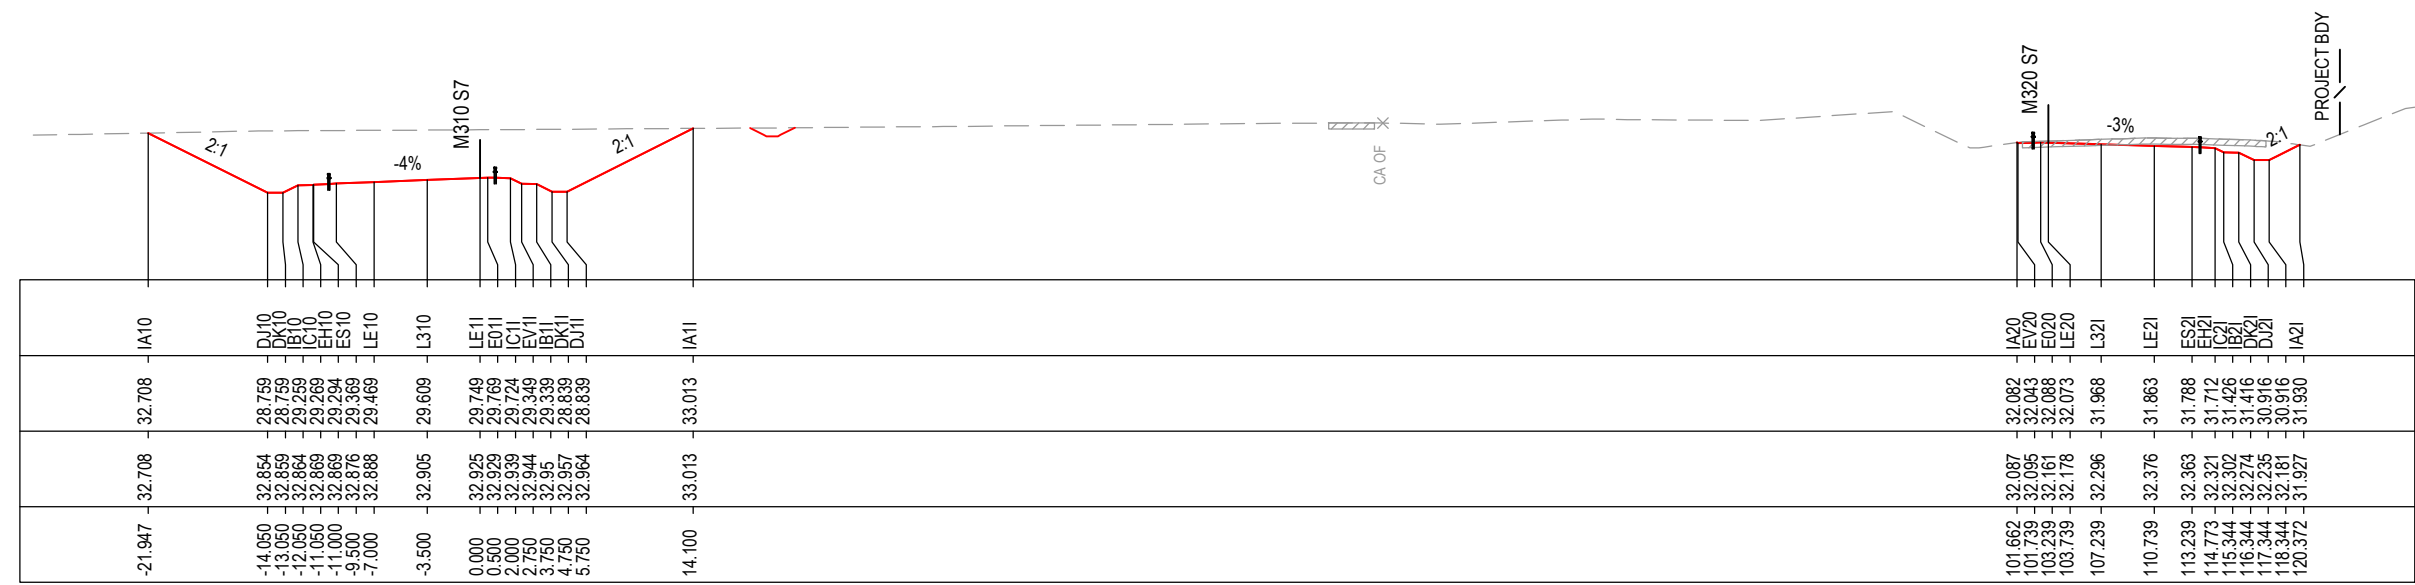 2:1
-4%
M310 S7
2:1
CA OF
M320 S7
-3%
2:1
PROJECT BDY
IA10 DJ10 DK10 IB10 IC10 EH10 ES10 LE10 L310 LE1I E01I IC1I EV1I IB1I DK1I DJ1I IA1I IA20 EV20 E020 LE20 L32I LE2I ES2I EH2I IC2I IB2I DK2I DJ2I IA2I
32.708 28.759 28.759 29.259 29.269 29.294 29.369 29.469 29.609 29.749 29.769 29.724 29.349 29.339 28.839 28.839 33.013 32.082 32.043 32.088 32.073 31.968 31.863 31.788 31.712 31.426 31.416 30.916 30.916 31.930
32.708 32.854 32.859 32.864 32.869 32.869 32.876 32.888 32.905 32.925 32.929 32.939 32.944 32.95 32.957 32.964 33.013 32.087 32.095 32.161 32.178 32.296 32.376 32.363 32.321 32.302 32.274 32.235 32.181 31.927
-21.947 -14.050 -13.050 -12.050 -11.050 -11.000 -9.500 -7.000 -3.500 0.000 0.500 2.000 2.750 3.750 4.750 5.750 14.100 101.662 101.739 103.239 103.739 107.239 110.739 113.239 114.773 115.344 116.344 117.344 118.344 120.372